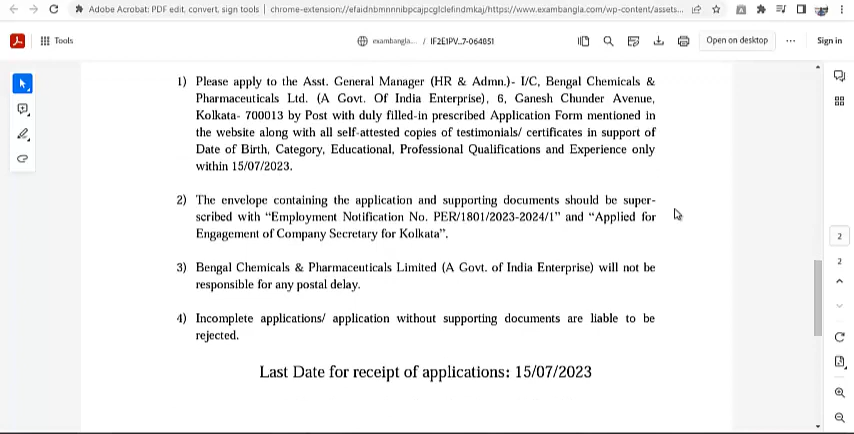 Adobe Acrobat: PDF edit, convert, sign tools | chrome-extension://efaidnbmnnnibpcajpcglclefindmkaj/https://www.exambangla.com/wp-content/assets...
Tools
exambangla... / IF2E1PV...7-064851
Open on desktop
...
Sign in
1) Please apply to the Asst. General Manager (HR & Admn.)- I/C, Bengal Chemicals &
Pharmaceuticals Ltd. (A Govt. Of India Enterprise), 6, Ganesh Chunder Avenue,
Kolkata- 700013 by Post with duly filled-in prescribed Application Form mentioned in
the website along with all self-attested copies of testimonials/ certificates in support of
Date of Birth, Category, Educational, Professional Qualifications and Experience only
within 15/07/2023.
2) The envelope containing the application and supporting documents should be super-
scribed with “Employment Notification No. PER/1801/2023-2024/1” and “Applied for
Engagement of Company Secretary for Kolkata”.
3) Bengal Chemicals & Pharmaceuticals Limited (A Govt. of India Enterprise) will not be
responsible for any postal delay.
4) Incomplete applications/ application without supporting documents are liable to be
rejected.
Last Date for receipt of applications: 15/07/2023
2
2